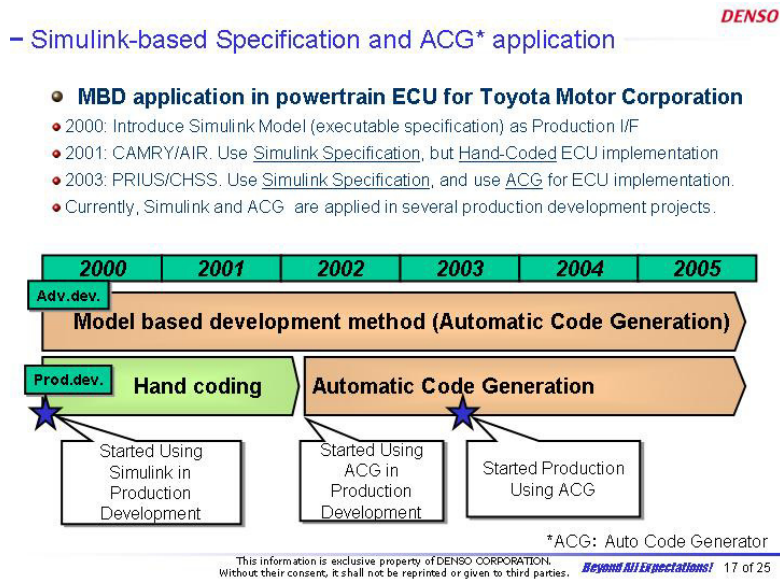 DENSO
– Simulink-based Specification and ACG* application
MBD application in powertrain ECU for Toyota Motor Corporation
2000: Introduce Simulink Model (executable specification) as Production I/F
2001: CAMRY/AIR. Use Simulink Specification, but Hand-Coded ECU implementation
2003: PRIUS/CHSS. Use Simulink Specification, and use ACG for ECU implementation.
Currently, Simulink and ACG are applied in several production development projects.
2000 2001 2002 2003 2004 2005
Adv.dev.
Model based development method (Automatic Code Generation)
Prod.dev.
Hand coding
Automatic Code Generation
Started Using
Simulink in
Production
Development
Started Using
ACG in
Production
Development
Started Production
Using ACG
*ACG: Auto Code Generator
This information is exclusive property of DENSO CORPORATION.
Without their consent, it shall not be reprinted or given to third parties.
Beyond All Expectations!
17 of 25